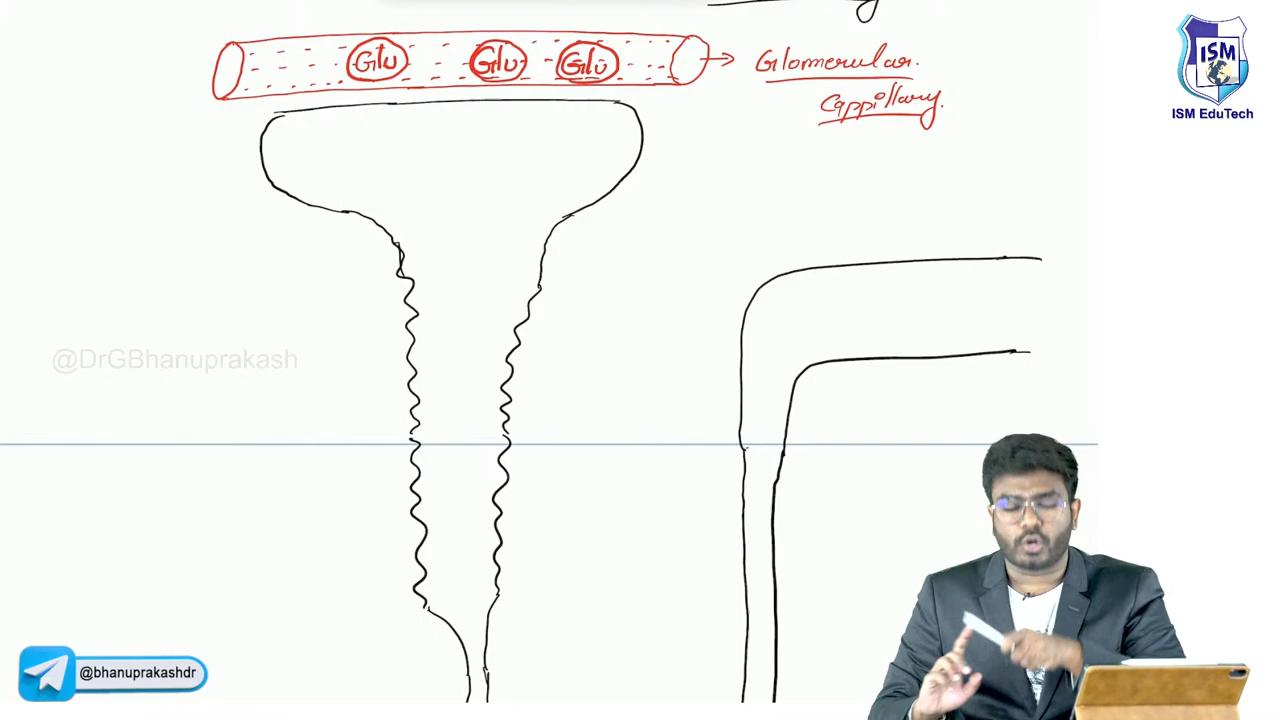 Glu Glu Glu
Glomerular.
Cappillary.
ISM
ISM EduTech
@DrGBhanuprakash
@bhanuprakashdr